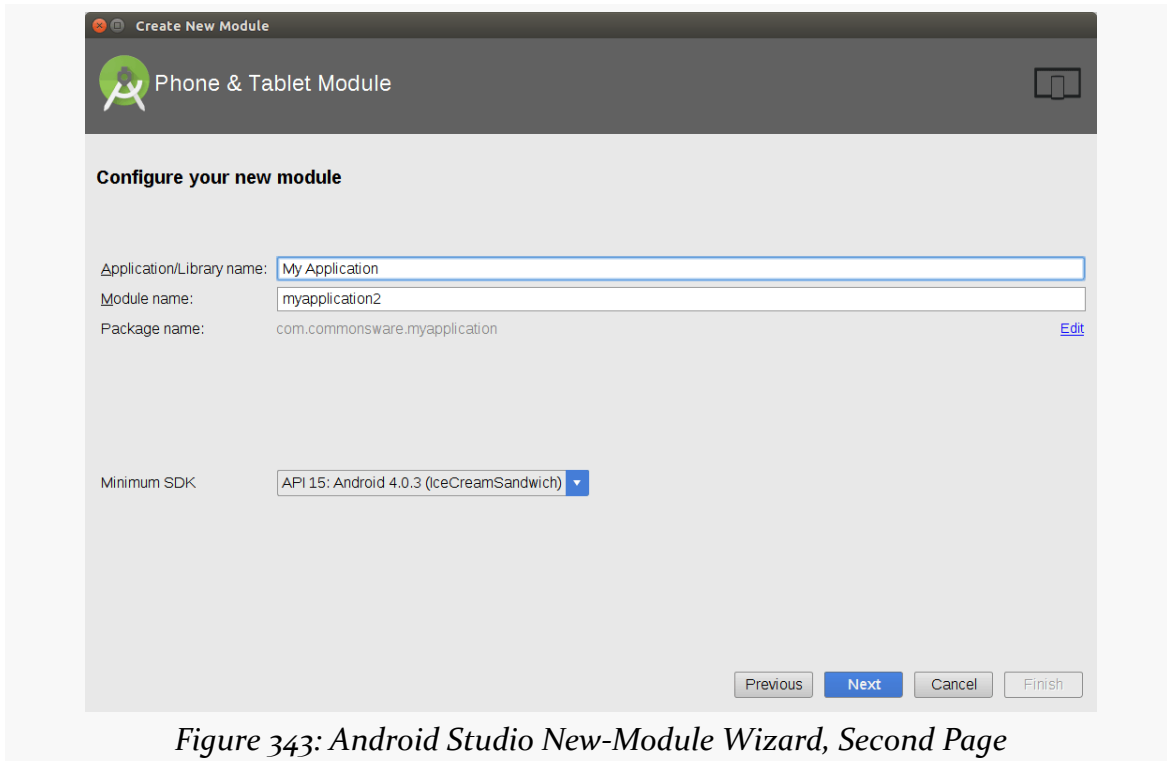 Create New Module
Phone & Tablet Module
Configure your new module
Application/Library name: My Application
Module name: myapplication2
Package name: com.commonsware.myapplication Edit
Minimum SDK API 15: Android 4.0.3 (IceCreamSandwich)
Previous Next Cancel Finish
Figure 343: Android Studio New-Module Wizard, Second Page